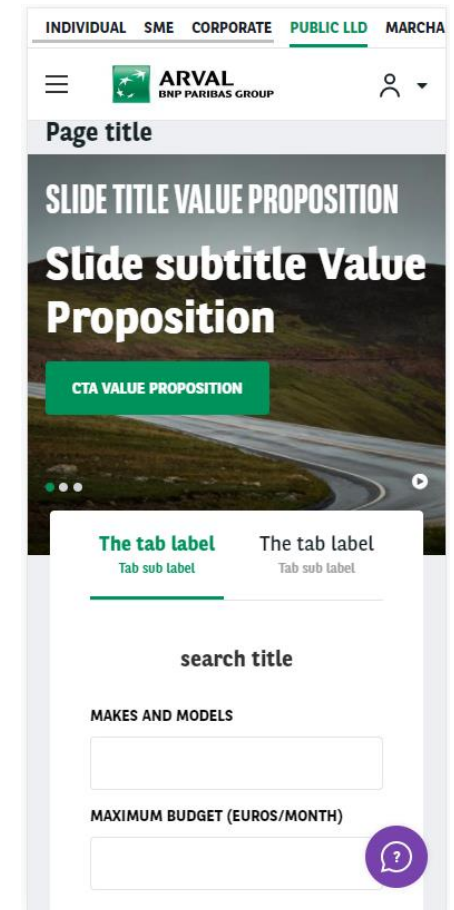 INDIVIDUAL SME CORPORATE PUBLIC LLD MARCHA
ARVAL
BNP PARIBAS GROUP
Page title
SLIDE TITLE VALUE PROPOSITION
Slide subtitle Value
Proposition
CTA VALUE PROPOSITION
The tab label The tab label
Tab sub label Tab sub label
search title
MAKES AND MODELS
MAXIMUM BUDGET (EUROS/MONTH)
?